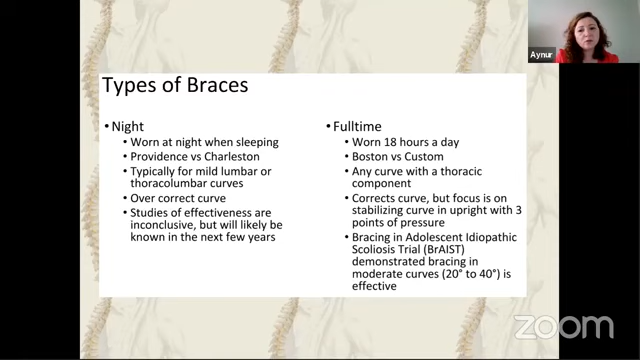 Aynur
Types of Braces
• Night
• Worn at night when sleeping
• Providence vs Charleston
• Typically for mild lumbar or
thoracolumbar curves
• Over correct curve
• Studies of effectiveness are
inconclusive, but will likely be
known in the next few years
• Fulltime
• Worn 18 hours a day
• Boston vs Custom
• Any curve with a thoracic
component
• Corrects curve, but focus is on
stabilizing curve in upright with 3
points of pressure
• Bracing in Adolescent Idiopathic
Scoliosis Trial (BrAIST)
demonstrated bracing in
moderate curves (20° to 40°) is
effective
zoom